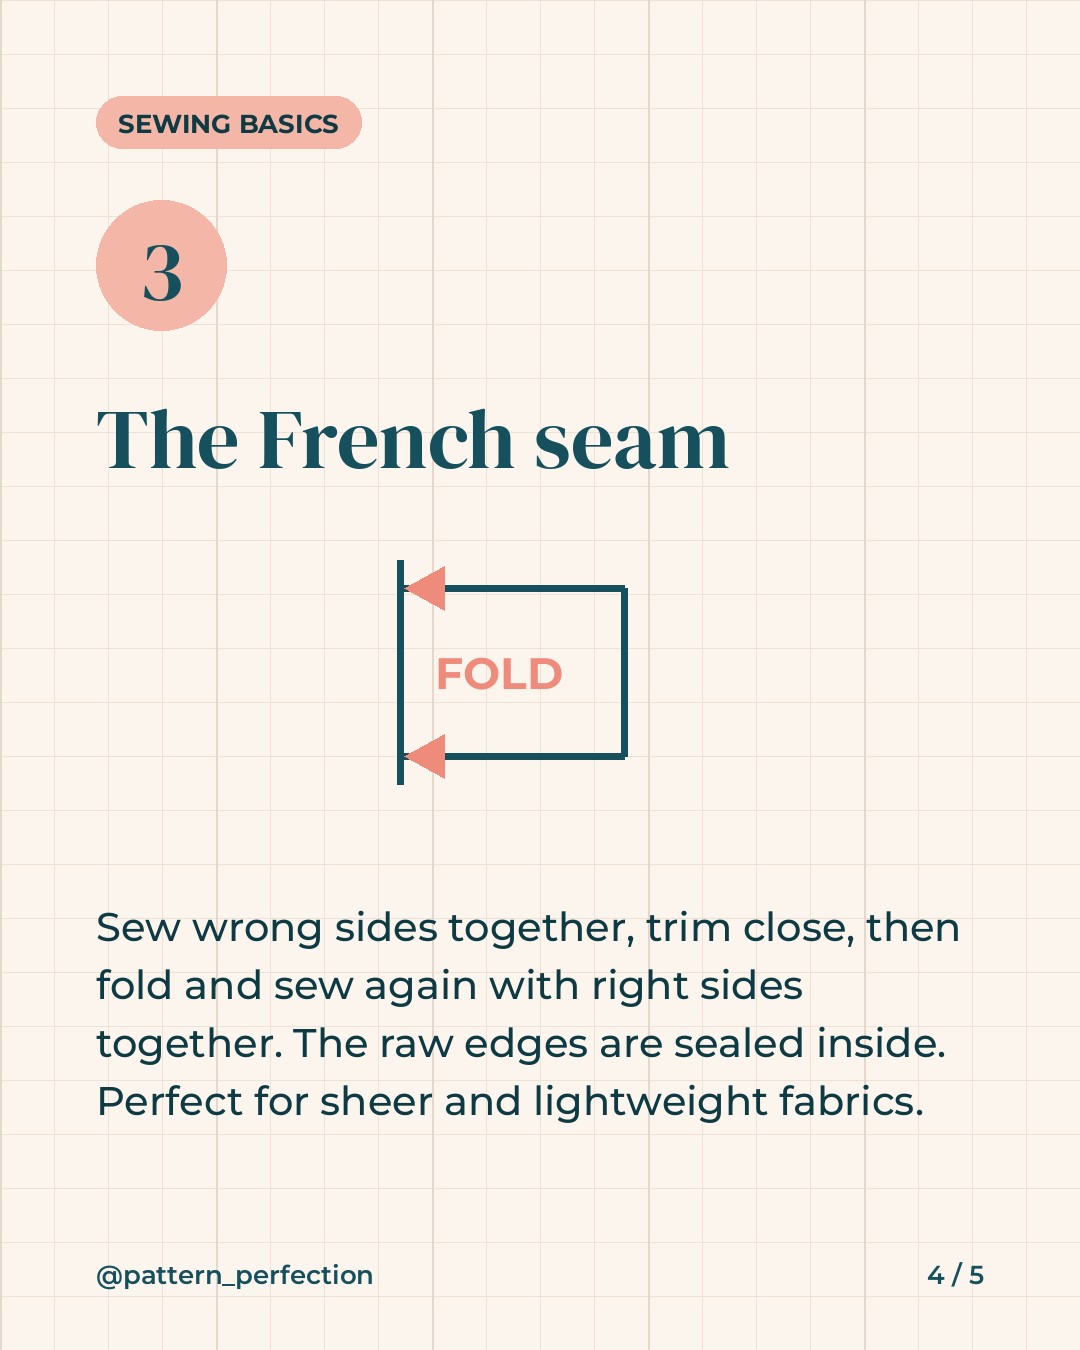 SEWING BASICS
3
The French seam
FOLD
Sew wrong sides together, trim close, then
fold and sew again with right sides
together. The raw edges are sealed inside.
Perfect for sheer and lightweight fabrics.
@pattern_perfection
4 / 5